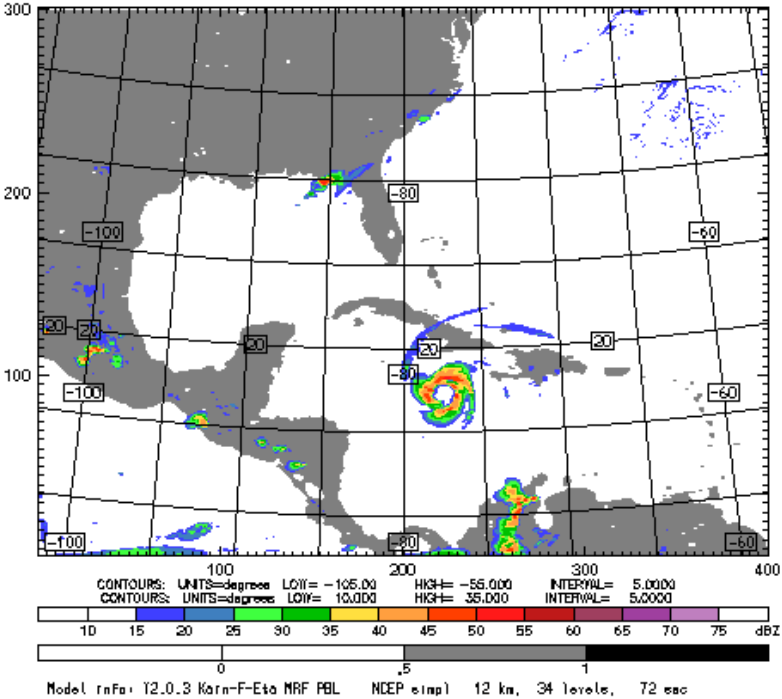 300
200
-80
-100
-60
20 20
20
20
20
100
-80
-100
-60
-100
-80
-60
100 200 300 400
CONTOURS: UNITS=degrees LOW= -105.00 HIGH= -55.000 INTERVAL= 5.0000
CONTOURS: UNITS=degrees LOW= 10.000 HIGH= 35.000 INTERVAL= 5.0000
10 15 20 25 30 35 40 45 50 55 60 65 70 75 dBZ
0 .5 1
Model info: V2.0.3 Kain-F-Eta MRF PBL NCEP simpl 12 km, 34 levels, 72 sec